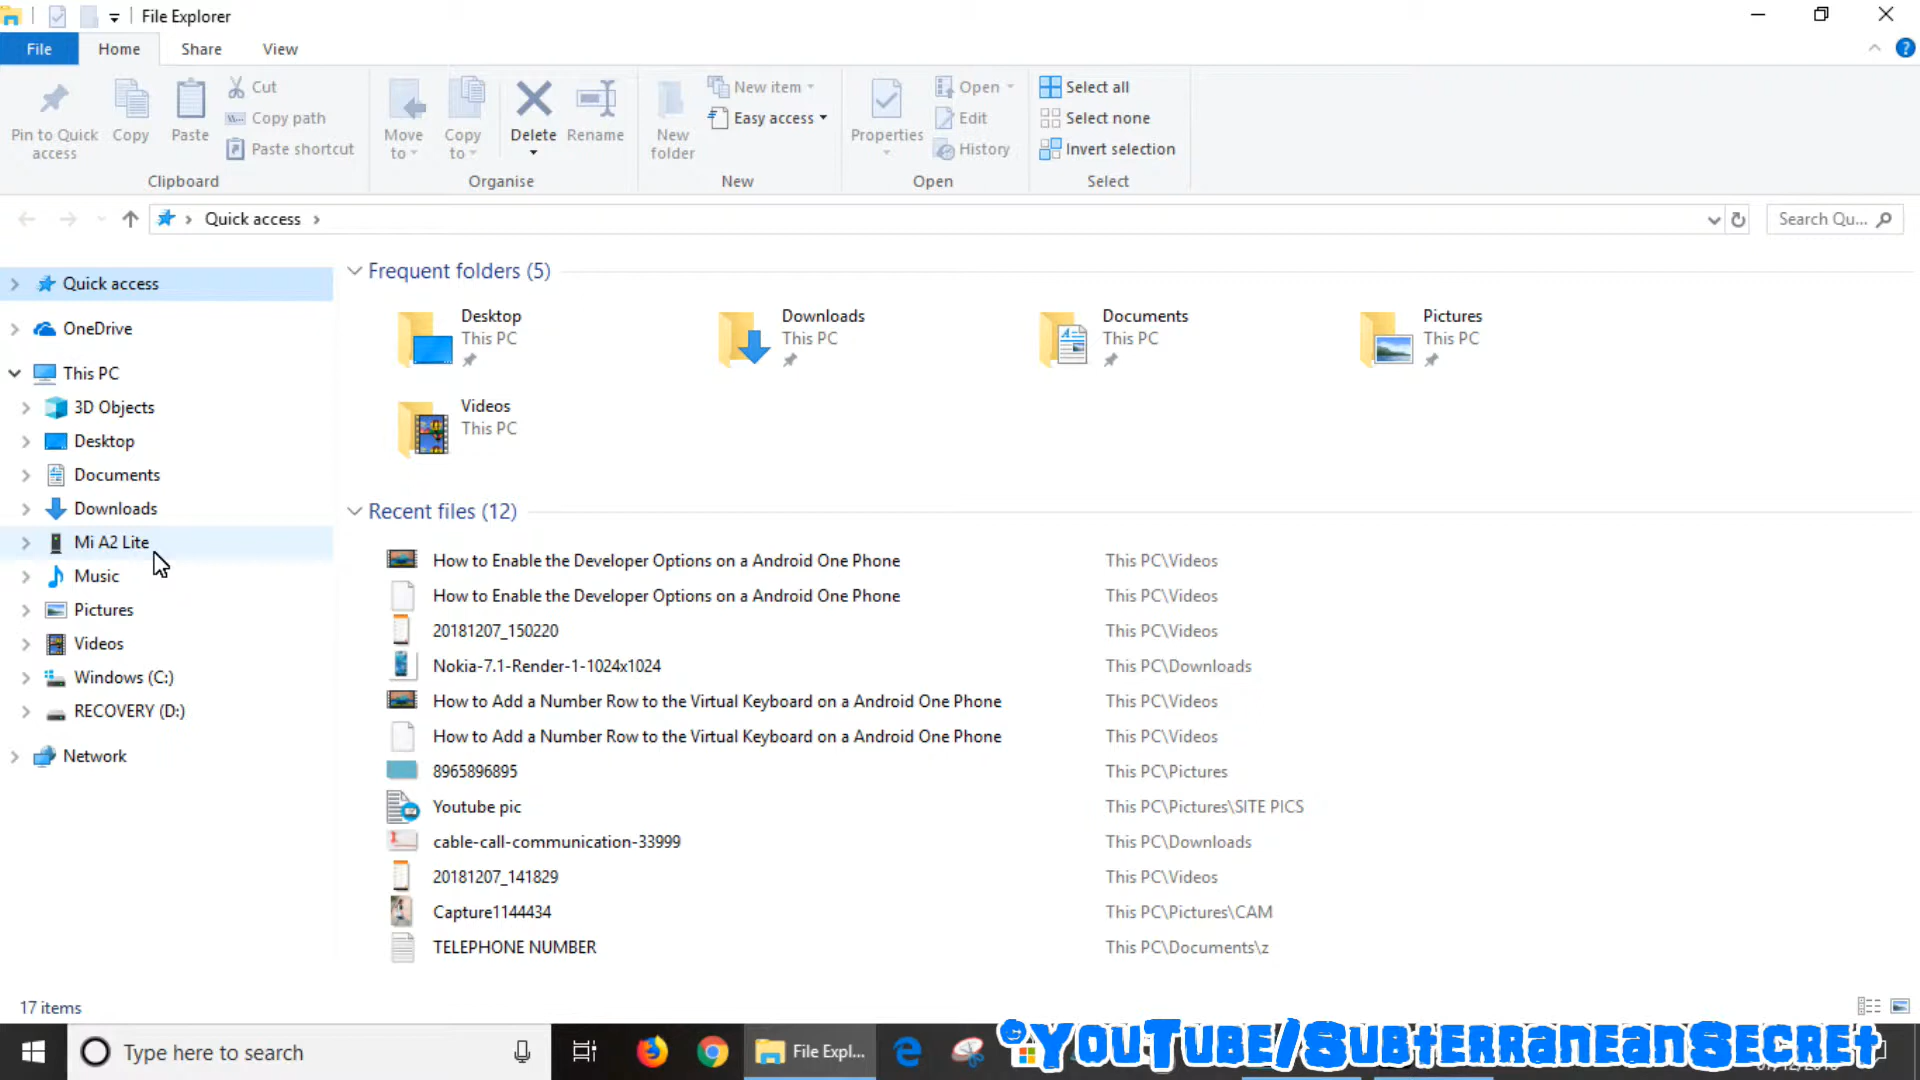 File Explorer
File Home Share View
Pin to Quick access
Copy
Paste
Cut
Copy path
Paste shortcut
Clipboard
Move to
Copy to
Delete
Rename
Organise
New folder
New item
Easy access
New
Properties
Open
Edit
History
Open
Select all
Select none
Invert selection
Select
Quick access
Search Qu...
Quick access
OneDrive
This PC
3D Objects
Desktop
Documents
Downloads
Mi A2 Lite
Music
Pictures
Videos
Windows (C:)
RECOVERY (D:)
Network
Frequent folders (5)
Desktop
This PC
Downloads
This PC
Documents
This PC
Pictures
This PC
Videos
This PC
Recent files (12)
How to Enable the Developer Options on a Android One Phone This PC\Videos
How to Enable the Developer Options on a Android One Phone This PC\Videos
20181207_150220 This PC\Videos
Nokia-7.1-Render-1-1024x1024 This PC\Downloads
How to Add a Number Row to the Virtual Keyboard on a Android One Phone This PC\Videos
How to Add a Number Row to the Virtual Keyboard on a Android One Phone This PC\Videos
8965896895 This PC\Pictures
Youtube pic This PC\Pictures\SITE PICS
cable-call-communication-33999 This PC\Downloads
20181207_141829 This PC\Videos
Capture1144434 This PC\Pictures\CAM
TELEPHONE NUMBER This PC\Documents\z
17 items
Type here to search
File Expl...
©YouTube/SubterraneanSecret